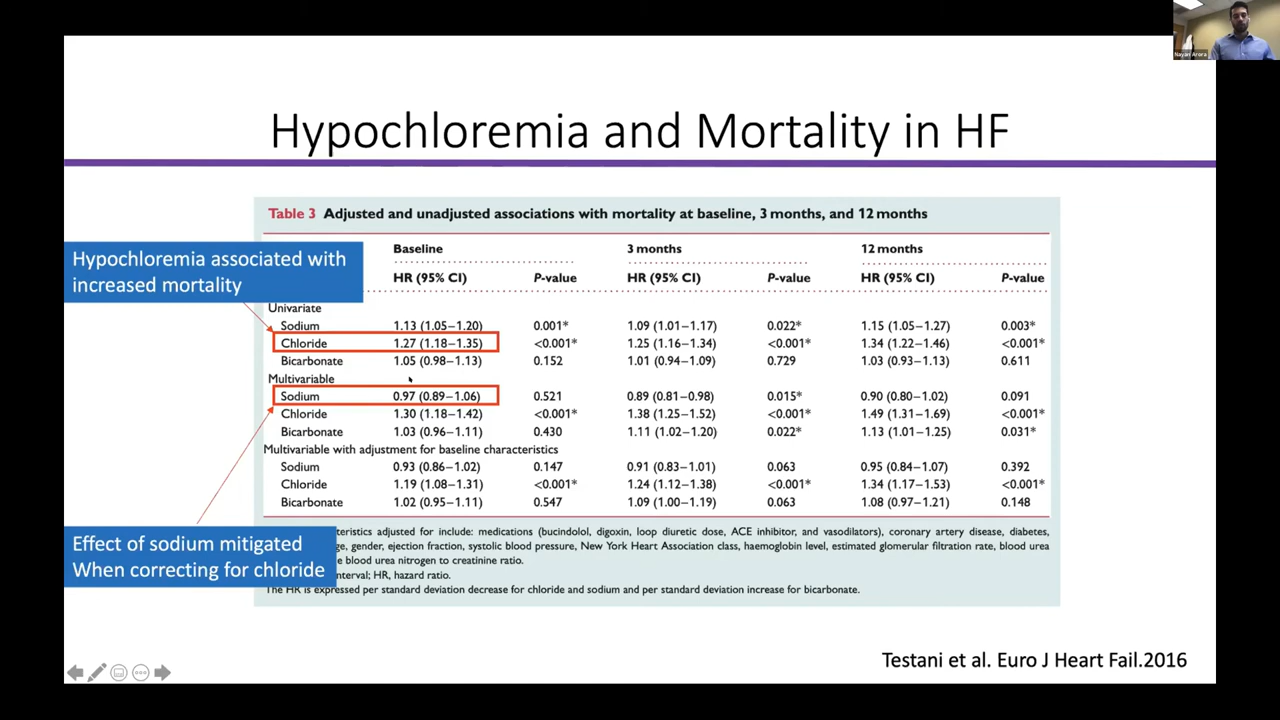 Nayan Arora
Hypochloremia and Mortality in HF
Table 3 Adjusted and unadjusted associations with mortality at baseline, 3 months, and 12 months
Hypochloremia associated with
increased mortality
Baseline 3 months 12 months
HR (95% CI) P-value HR (95% CI) P-value HR (95% CI) P-value
Univariate
Sodium 1.13 (1.05–1.20) 0.001* 1.09 (1.01–1.17) 0.022* 1.15 (1.05–1.27) 0.003*
Chloride 1.27 (1.18–1.35) <0.001* 1.25 (1.16–1.34) <0.001* 1.34 (1.22–1.46) <0.001*
Bicarbonate 1.05 (0.98–1.13) 0.152 1.01 (0.94–1.09) 0.729 1.03 (0.93–1.13) 0.611
Multivariable
Sodium 0.97 (0.89–1.06) 0.521 0.89 (0.81–0.98) 0.015* 0.90 (0.80–1.02) 0.091
Chloride 1.30 (1.18–1.42) <0.001* 1.38 (1.25–1.52) <0.001* 1.49 (1.31–1.69) <0.001*
Bicarbonate 1.03 (0.96–1.11) 0.430 1.11 (1.02–1.20) 0.022* 1.13 (1.01–1.25) 0.031*
Multivariable with adjustment for baseline characteristics
Sodium 0.93 (0.86–1.02) 0.147 0.91 (0.83–1.01) 0.063 0.95 (0.84–1.07) 0.392
Chloride 1.19 (1.08–1.31) <0.001* 1.24 (1.12–1.38) <0.001* 1.34 (1.17–1.53) <0.001*
Bicarbonate 1.02 (0.95–1.11) 0.547 1.09 (1.00–1.19) 0.063 1.08 (0.97–1.21) 0.148
Effect of sodium mitigated
When correcting for chloride
adjusted for include: medications (bucindolol, digoxin, loop diuretic dose, ACE inhibitor, and vasodilators), coronary artery disease, diabetes,
gender, ejection fraction, systolic blood pressure, New York Heart Association class, haemoglobin level, estimated glomerular filtration rate, blood urea
blood urea nitrogen to creatinine ratio.
HR, hazard ratio.
The HR is expressed per standard deviation decrease for chloride and sodium and per standard deviation increase for bicarbonate.
Testani et al. Euro J Heart Fail.2016